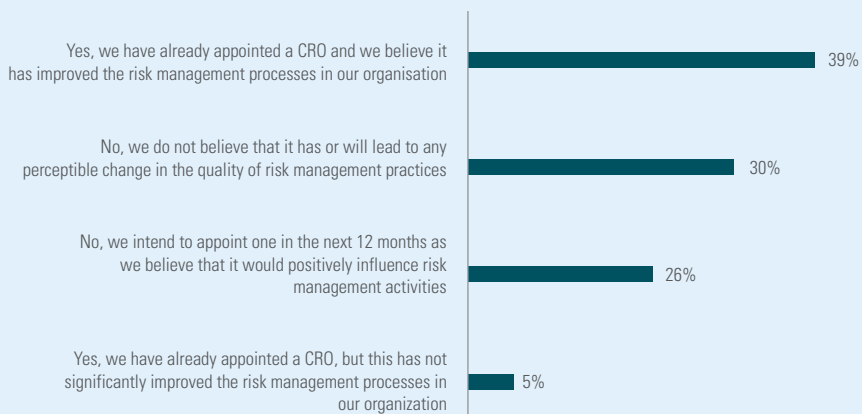 Yes, we have already appointed a CRO and we believe it
has improved the risk management processes in our organisation
39%
No, we do not believe that it has or will lead to any
perceptible change in the quality of risk management practices
30%
No, we intend to appoint one in the next 12 months as
we believe that it would positively influence risk
management activities
26%
Yes, we have already appointed a CRO, but this has not
significantly improved the risk management processes in
our organization
5%